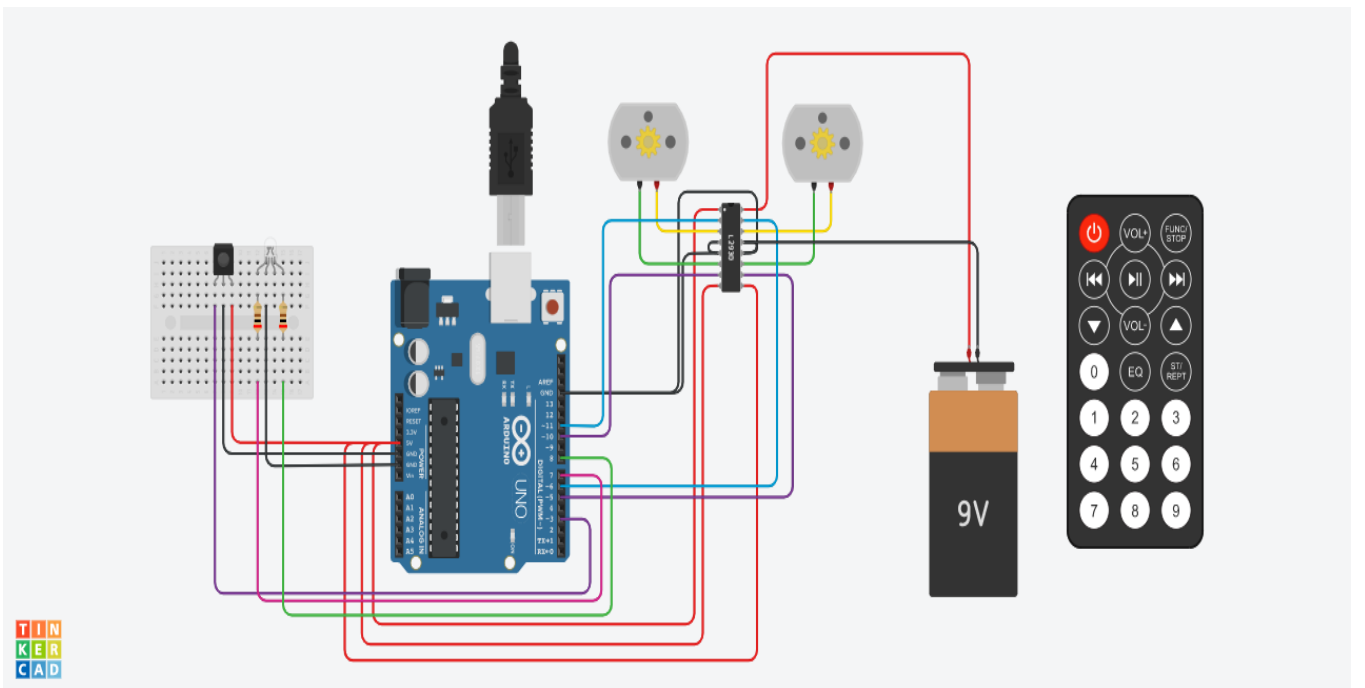 L293D
VOL+
FUNC/
STOP
VOL-
0
EQ
ST/
REPT
1
2
3
4
5
6
7
8
9
9V
IOREF
RESET
3.3V
5V
GND
GND
Vin
POWER
A0
A1
A2
A3
A4
A5
ANALOG IN
TX
RX
L
ARDUINO
UNO
ON
AREF
GND
13
12
~11
~10
~9
8
7
~6
~5
4
~3
2
TX→1
RX←0
DIGITAL (PWM~)
TIN
KER
CAD